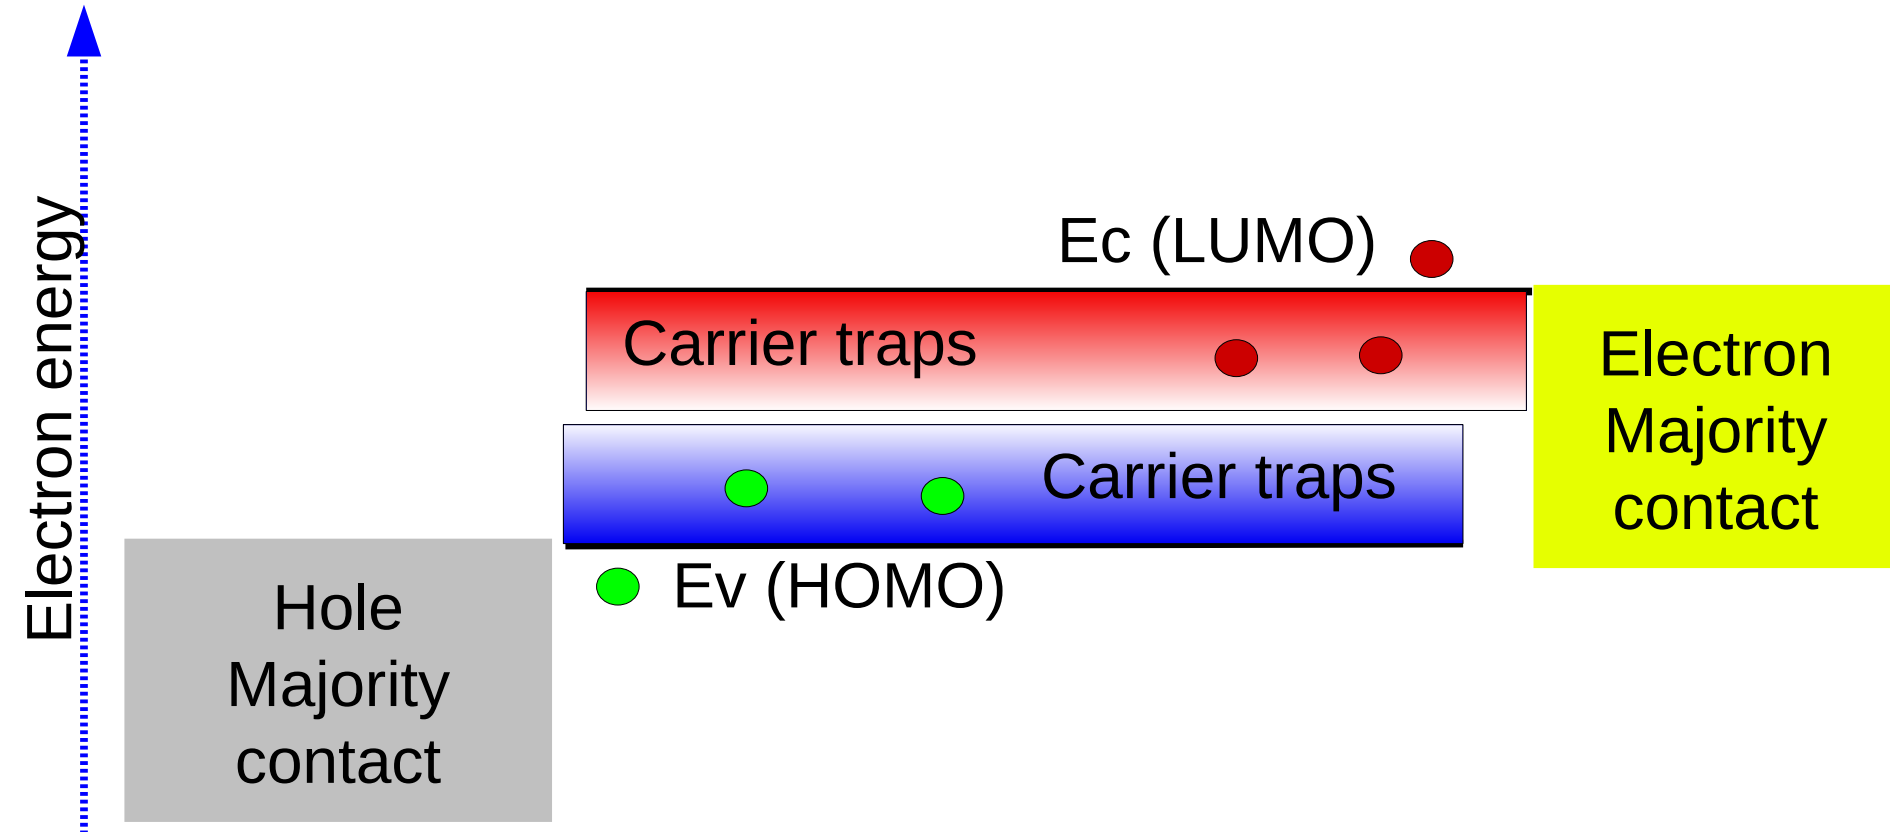 Electron energy
Ec (LUMO)
Carrier traps
Carrier traps
Ev (HOMO)
Electron
Majority
contact
Hole
Majority
contact